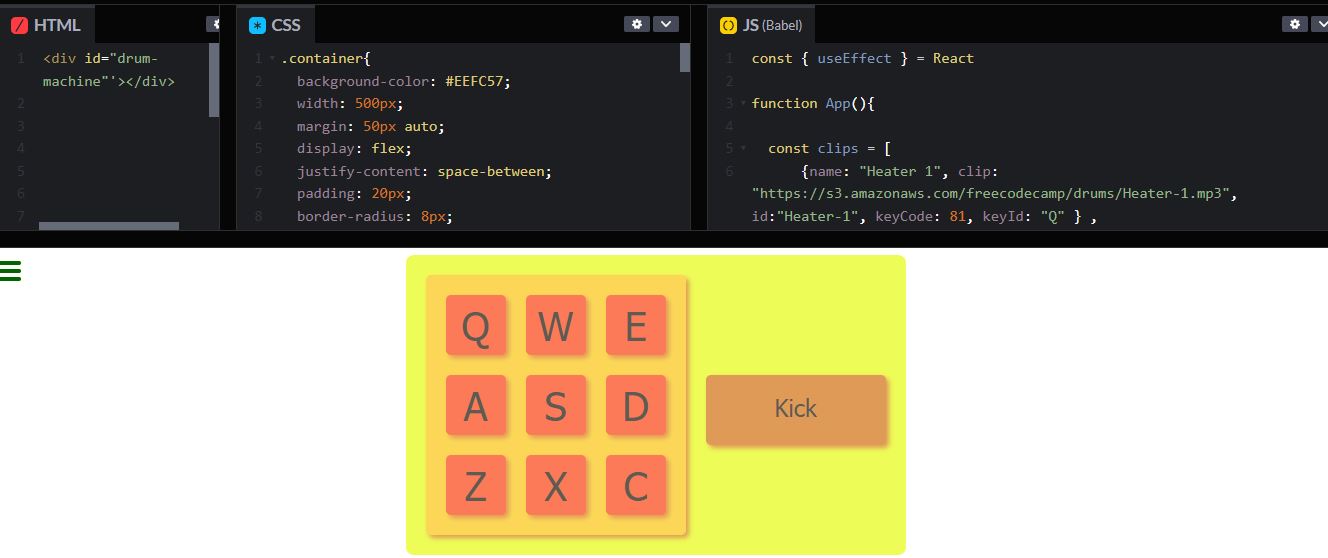 HTML
1 <div id="drum-
machine"'></div>
2
3
4
5
6
7
CSS
1 .container{
2 background-color: #EEFC57;
3 width: 500px;
4 margin: 50px auto;
5 display: flex;
6 justify-content: space-between;
7 padding: 20px;
8 border-radius: 8px;
JS (Babel)
1 const { useEffect } = React
2
3 function App(){
4
5 const clips = [
6 {name: "Heater 1", clip:
"https://s3.amazonaws.com/freecodecamp/drums/Heater-1.mp3",
id:"Heater-1", keyCode: 81, keyId: "Q" } ,
Q W E
A S D
Kick
Z X C